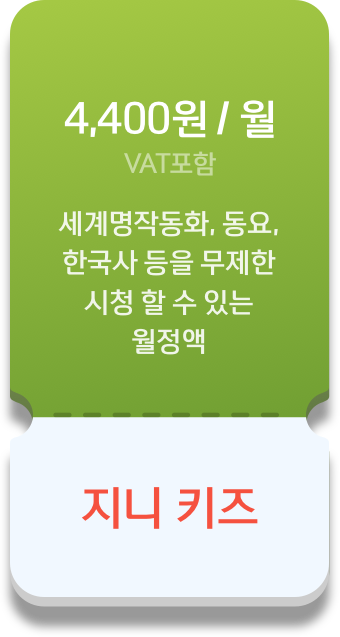 4,400원 / 월
VAT포함
세계명작동화, 동요,
한국사 등을 무제한
시청 할 수 있는
월정액
지니 키즈